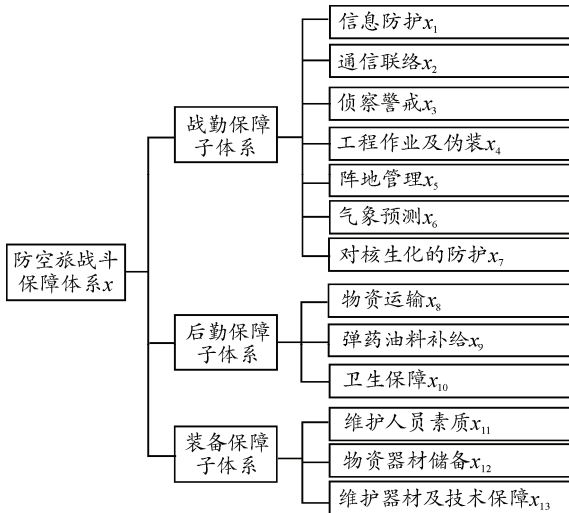 信息防护x₁
通信联络x₂
侦察警戒x₃
战勤保障
子体系
工程作业及伪装x₄
阵地管理x₅
气象预测x₆
对核生化的防护x₇
防空旅战斗
保障体系x
物资运输x₈
后勤保障
子体系
弹药油料补给x₉
卫生保障x₁₀
维护人员素质x₁₁
装备保障
子体系
物资器材储备x₁₂
维护器材及技术保障x₁₃